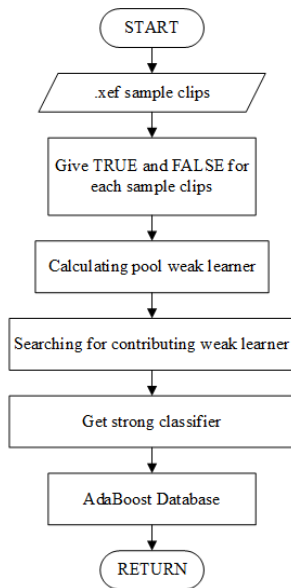 START
.xef sample clips
Give TRUE and FALSE for
each sample clips
Calculating pool weak learner
Searching for contributing weak learner
Get strong classifier
AdaBoost Database
RETURN